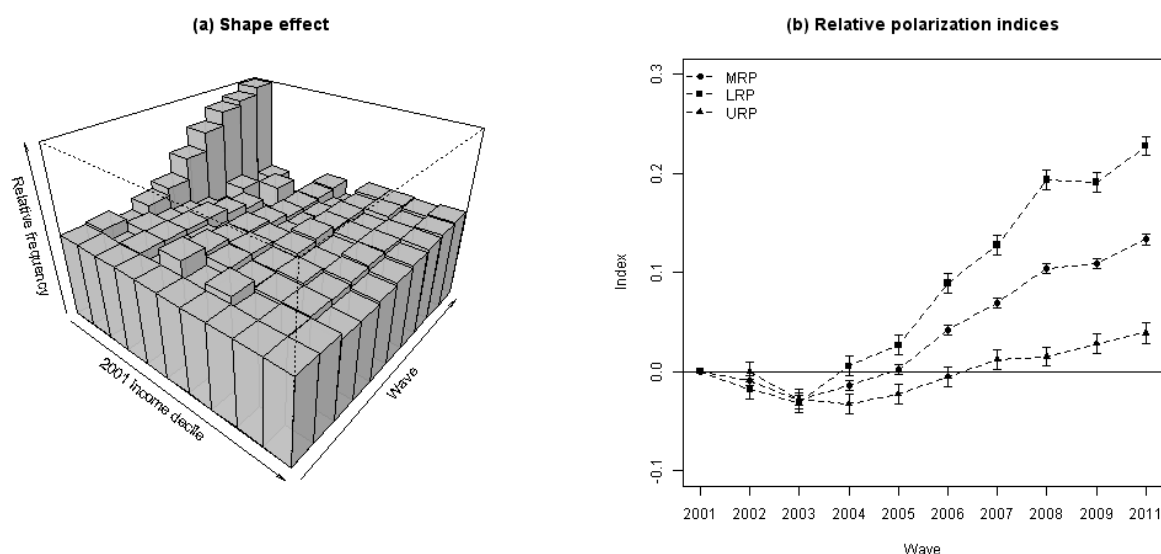 (a) Shape effect
Relative frequency
2001 Income decile
Wave
(b) Relative polarization indices
MRP
LRP
URP
Index
0.3
0.2
0.1
0.0
-0.1
2001 2002 2003 2004 2005 2006 2007 2008 2009 2011
Wave